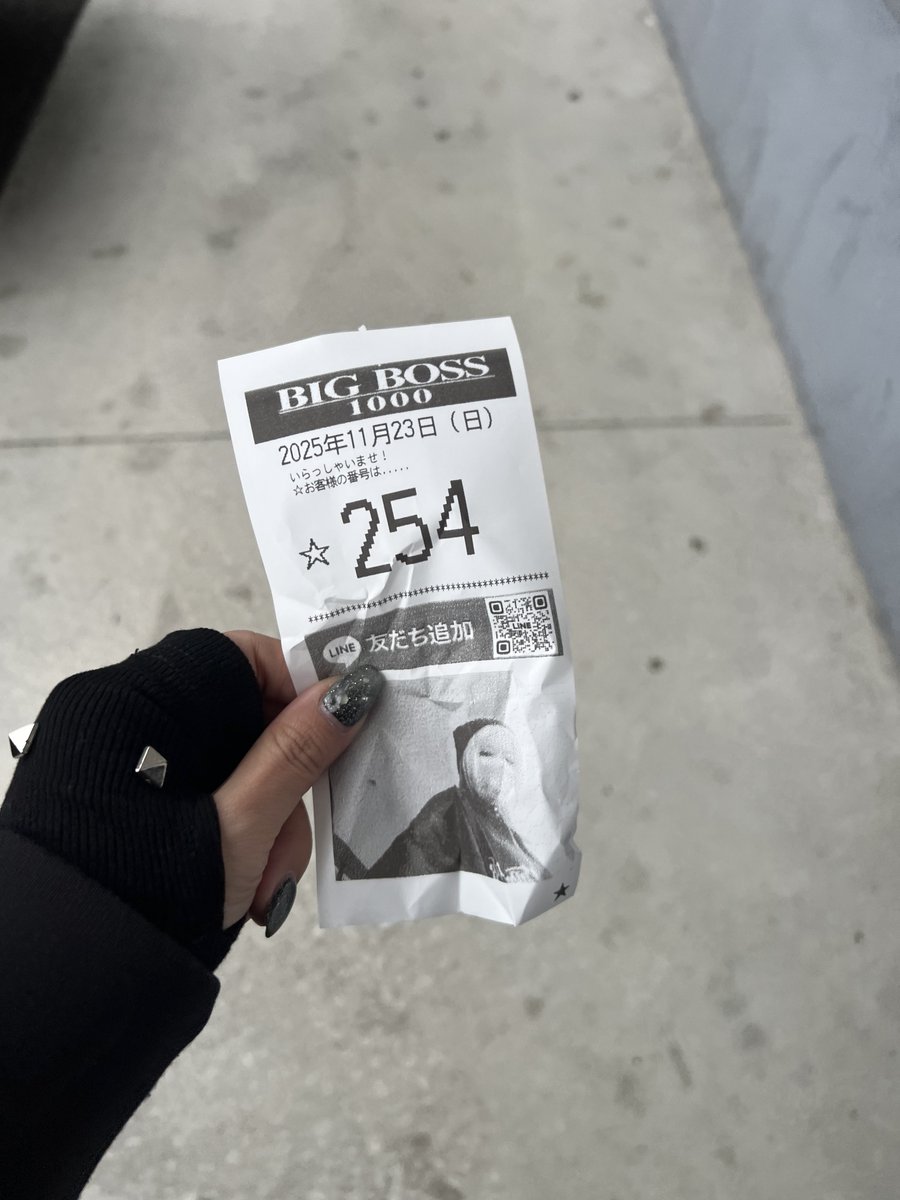 BIG BOSS
1000
2025年11月23日（日）
いらっしゃいませ！
☆お客様の番号は.....
☆ 254
LINE 友だち追加
LINE